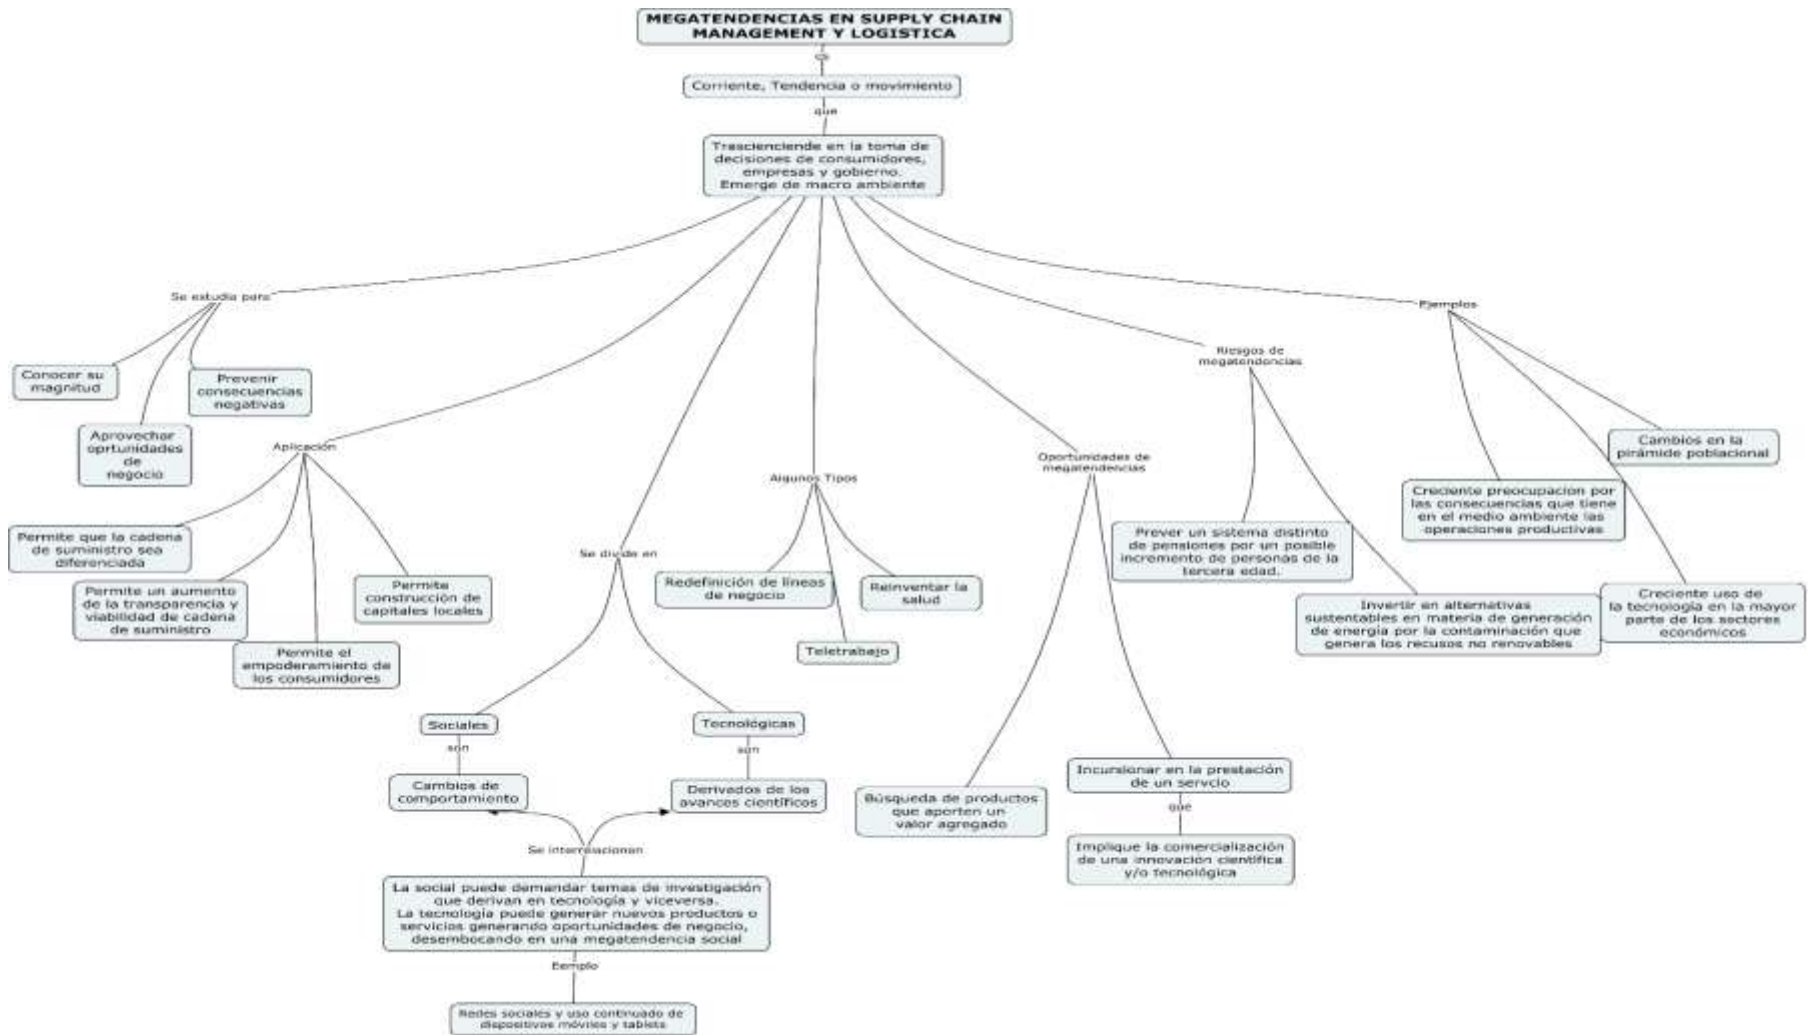 MEGATENDENCIAS EN SUPPLY CHAIN
MANAGEMENT Y LOGISTICA
Corriente, Tendencia o movimiento
que
Trascienciende en la toma de
decisiones de consumidores,
empresas y gobierno.
Emerge de macro ambiente
Se estudia para
Conocer su
magnitud
Prevenir
consecuencias
negativas
Aprovechar
oprtunidades
de
negocio
Aplicación
Permite que la cadena
de suministro sea
diferenciada
Permite un aumento
de la transparencia y
viabilidad de cadena
de suministro
Permite el
empoderamiento de
los consumidores
Permite
construcción de
capitales locales
Se divide en
Sociales
son
Cambios de
comportamiento
Tecnológicas
son
Derivados de los
avances científicos
Se interrelacionan
La social puede demandar temas de investigación
que derivan en tecnología y viceversa.
La tecnología puede generar nuevos productos o
servicios generando oportunidades de negocio,
desembocando en una megatendencia social
Eemplo
Redes sociales y uso continuado de
dispositivos móviles y tablets
Algunos Tipos
Redefinición de líneas
de negocio
Teletrabajo
Reinventar la
salud
Oportunidades de
megatendencias
Búsqueda de productos
que aporten un
valor agregado
Incursionar en la prestación
de un servcio
que
Implique la comercialización
de una innovación científica
y/o tecnológica
Riesgos de
megatendencias
Prever un sistema distinto
de pensiones por un posible
incremento de personas de la
tercera edad.
Invertir en alternativas
sustentables en materia de generación
de energía por la contaminación que
genera los recusos no renovables
Ejemplos
Cambios en la
pirámide poblacional
Creciente preocupacion por
las consecuencias que tiene
en el medio ambiente las
operaciones productivas
Creciente uso de
la tecnología en la mayor
parte de los sectores
económicos